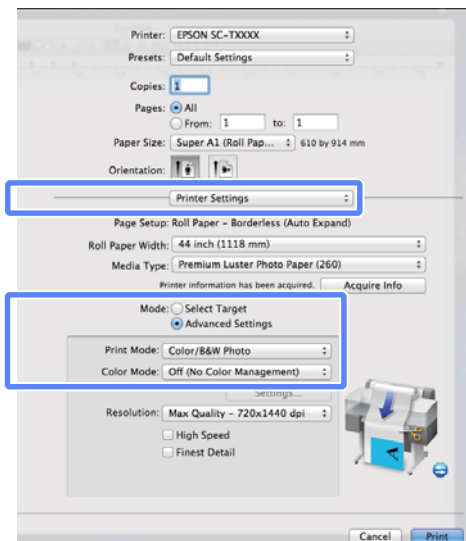 Printer: EPSON SC-TXXXX
Presets: Default Settings
Copies: 1
Pages: All
From: 1 to: 1
Paper Size: Super A1 (Roll Pap... 610 by 914 mm
Orientation:
Printer Settings
Page Setup: Roll Paper - Borderless (Auto Expand)
Roll Paper Width: 44 inch (1118 mm)
Media Type: Premium Luster Photo Paper (260)
Printer information has been acquired. Acquire Info
Mode: Select Target
Advanced Settings
Print Mode: Color/B&W Photo
Color Mode: Off (No Color Management)
Settings...
Resolution: Max Quality - 720x1440 dpi
High Speed
Finest Detail
Cancel Print